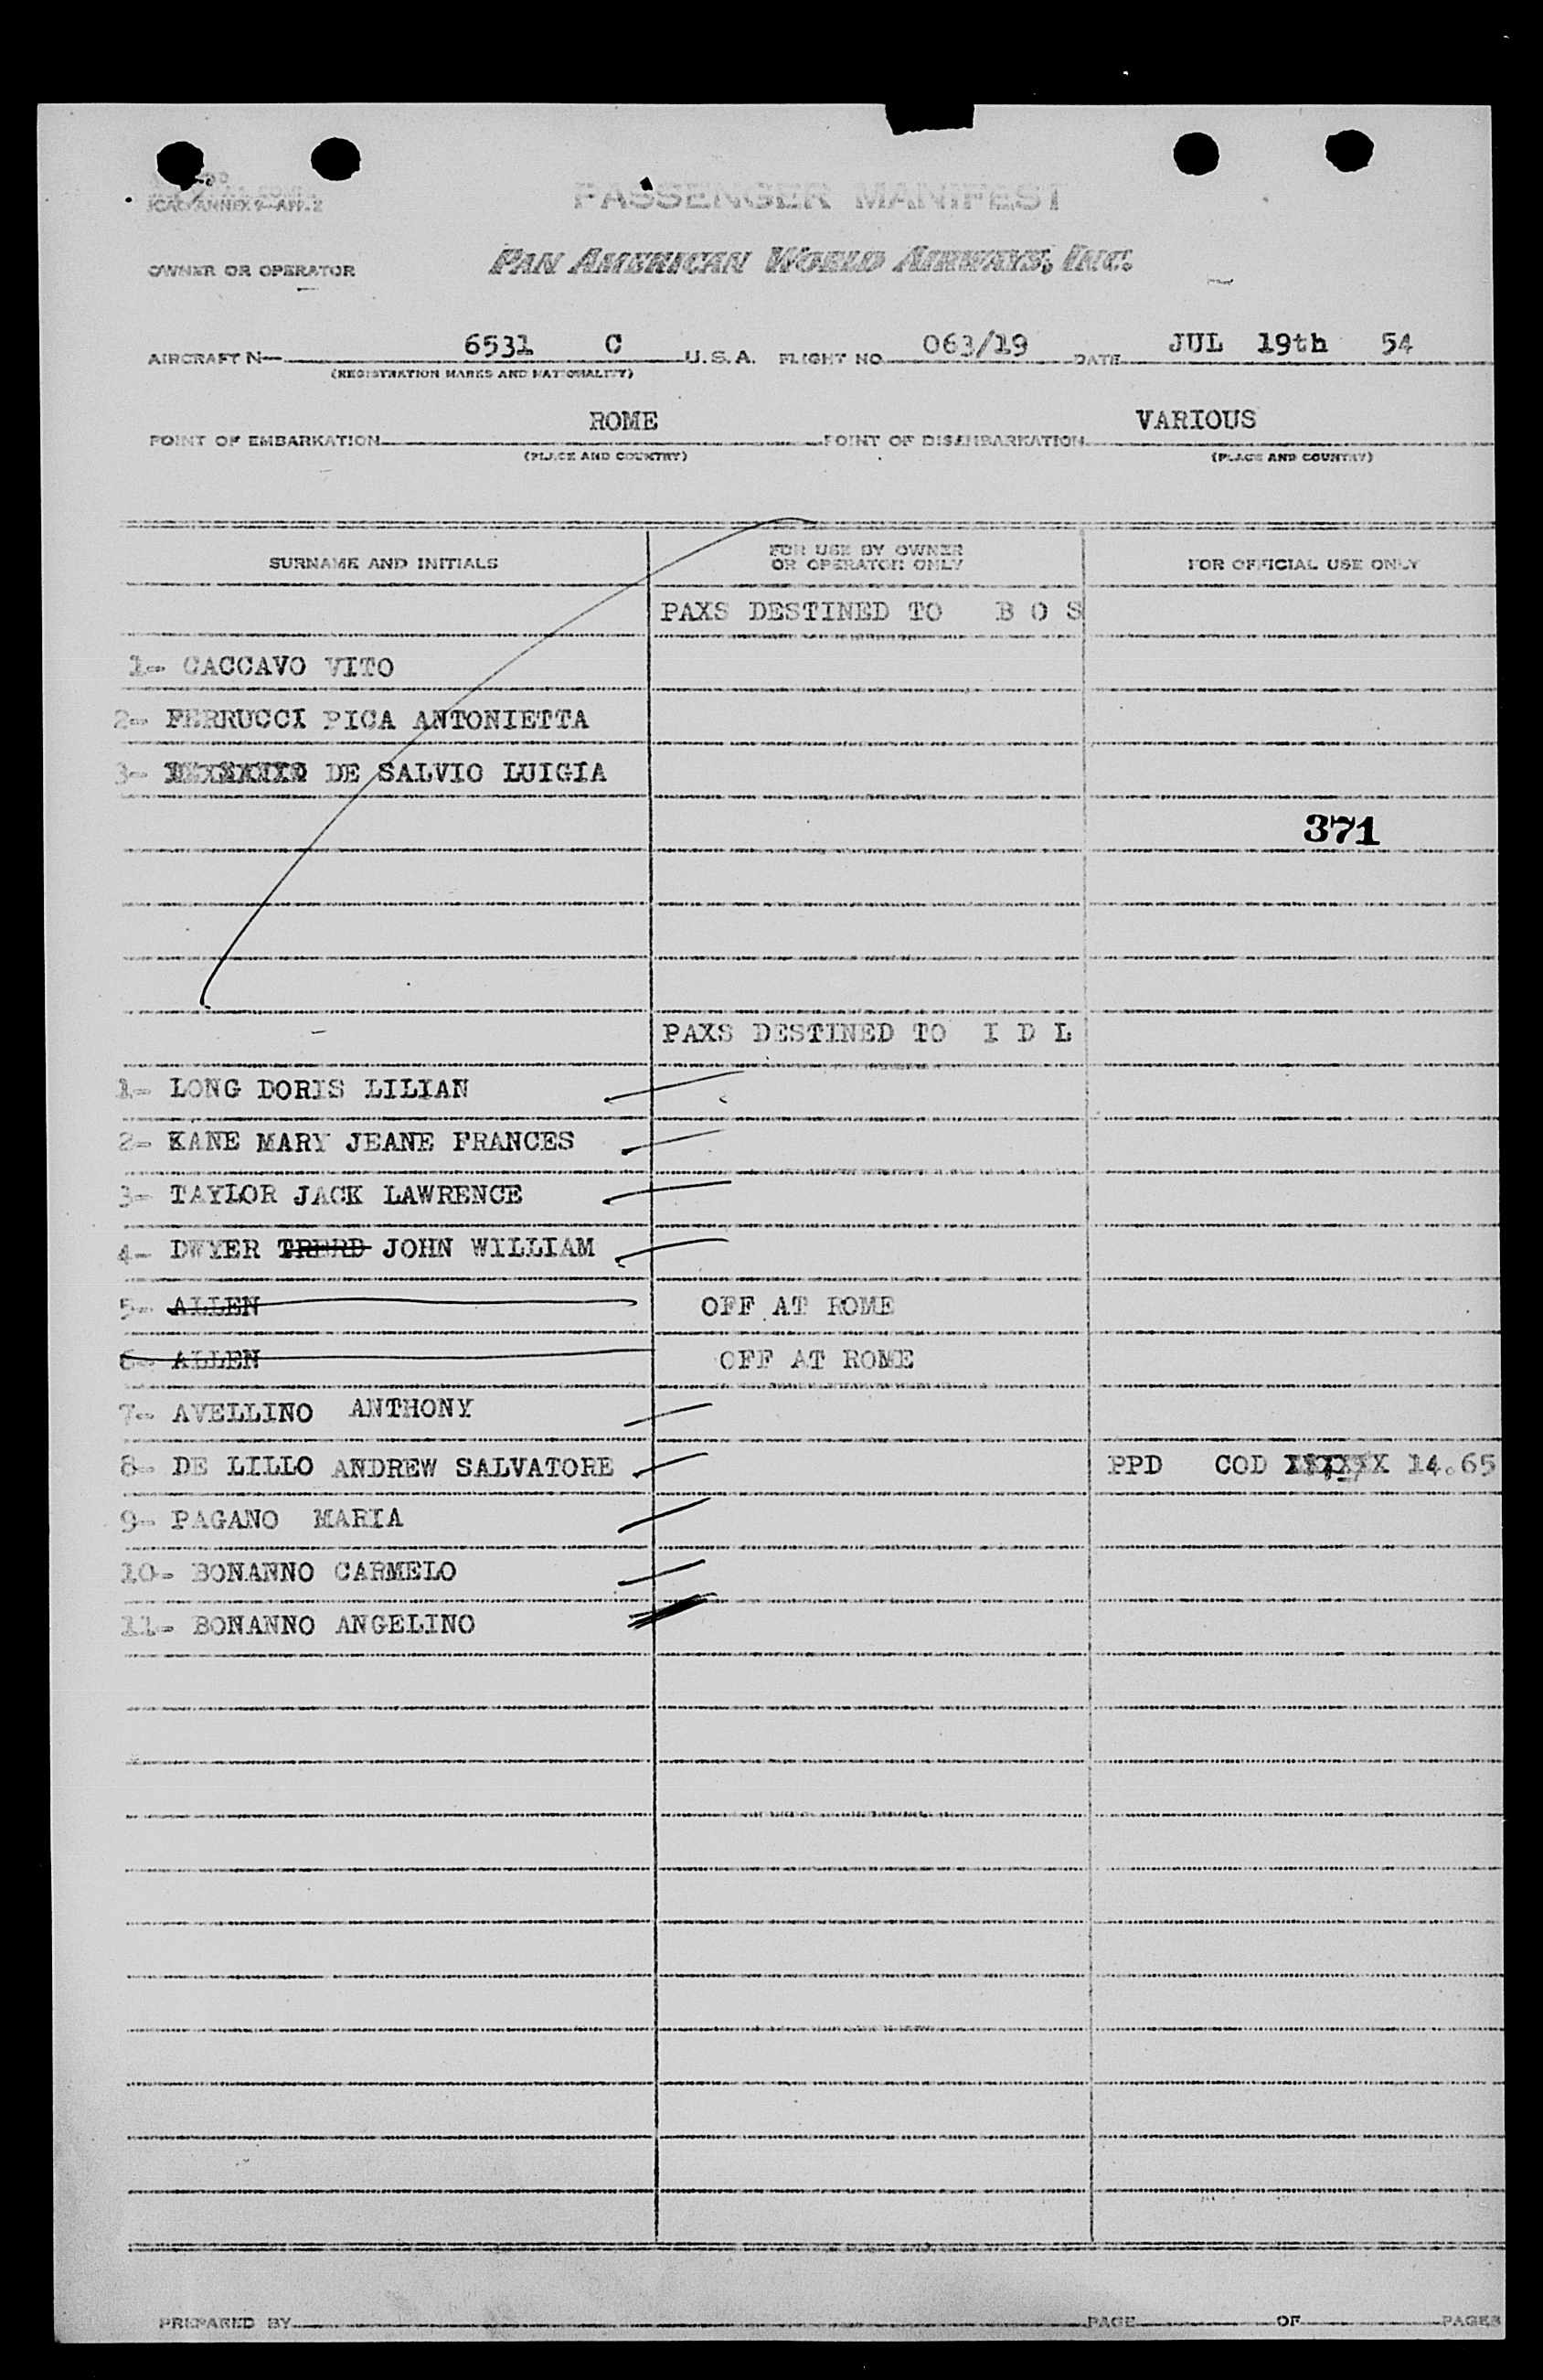 ICAO ANNEX 9-APP. 2
PASSENGER MANIFEST
OWNER OR OPERATOR PAN AMERICAN WORLD AIRWAYS, INC.
AIRCRAFT N- 6531 C U.S.A. FLIGHT NO 063/19 DATE JUL 19th 54
(REGISTRATION MARKS AND NATIONALITY)
POINT OF EMBARKATION ROME POINT OF DISEMBARKATION VARIOUS
(PLACE AND COUNTRY) (PLACE AND COUNTRY)
SURNAME AND INITIALS FOR USE BY OWNER OR OPERATOR ONLY FOR OFFICIAL USE ONLY
PAXS DESTINED TO B O S
1- CACCAVO VITO
2- FERRUCCI PICA ANTONIETTA
3- DE SALVIO LUIGIA
371
PAXS DESTINED TO I D L
1- LONG DORIS LILIAN
2- KANE MARY JEANE FRANCES
3- TAYLOR JACK LAWRENCE
4- DWYER JOHN WILLIAM
5- ALLEN OFF AT ROME
6- ALLEN OFF AT ROME
7- AVELLINO ANTHONY
8- DE LILLO ANDREW SALVATORE PPD COD 14.65
9- PAGANO MARIA
10- BONANNO CARMELO
11- BONANNO ANGELINO
PREPARED BY PAGE OF PAGES